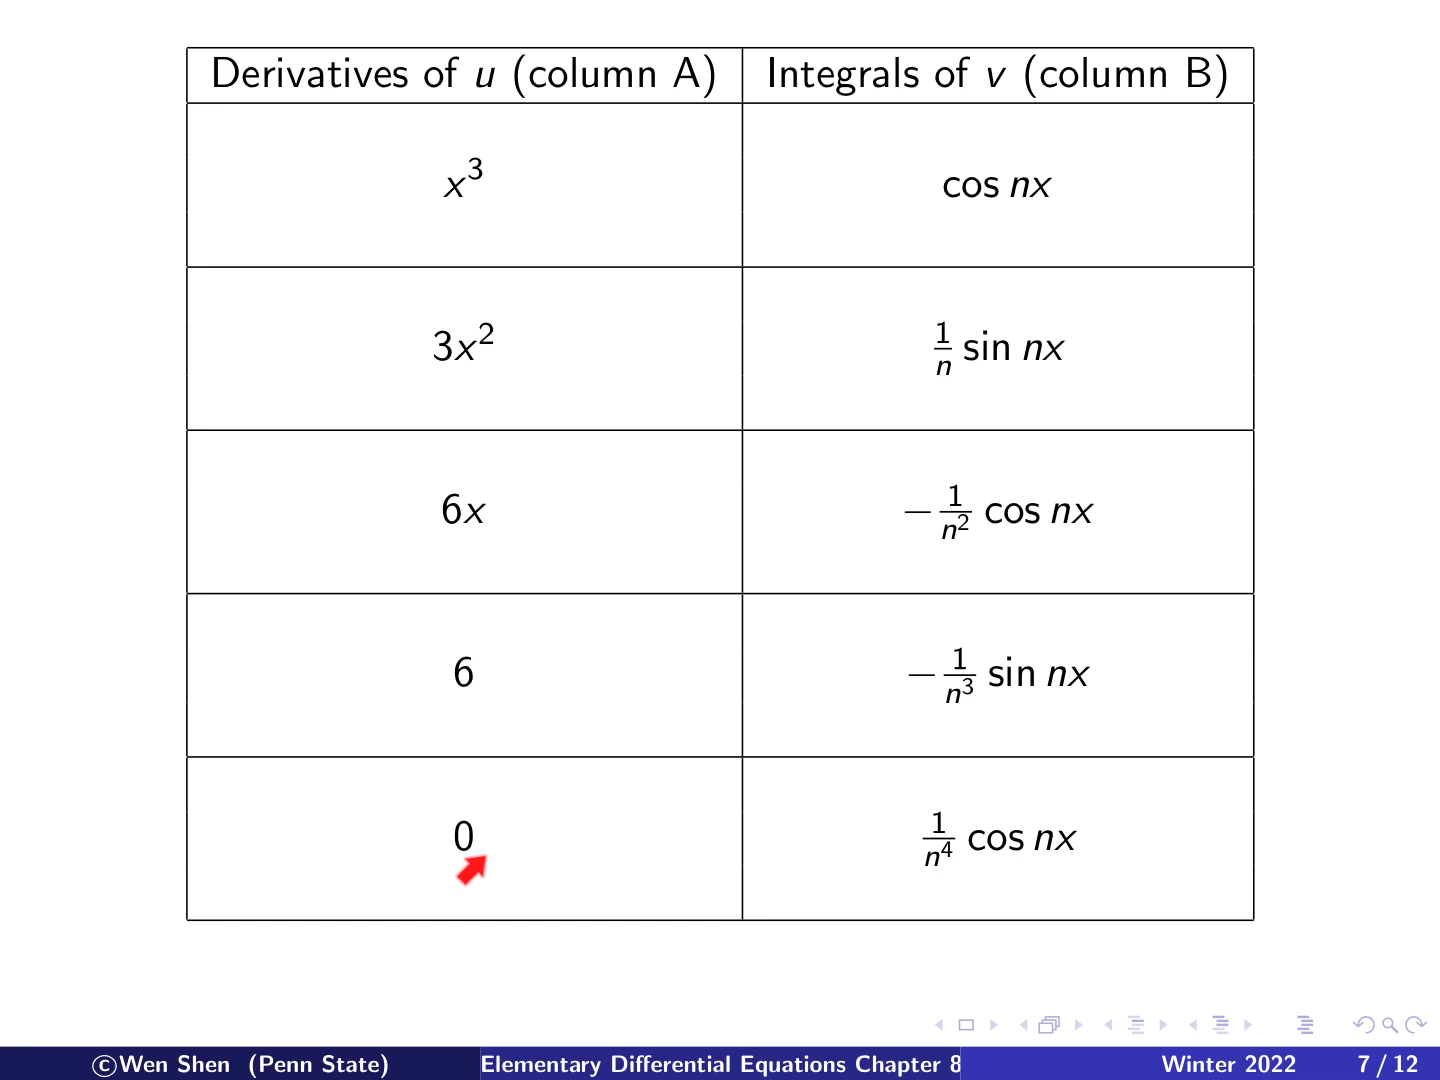 Derivatives of u (column A) Integrals of v (column B)
x³ cos nx
3x² 1/n sin nx
6x −1/n² cos nx
6 −1/n³ sin nx
0 1/n⁴ cos nx
©Wen Shen (Penn State) Elementary Differential Equations Chapter 8 Winter 2022 7 / 12